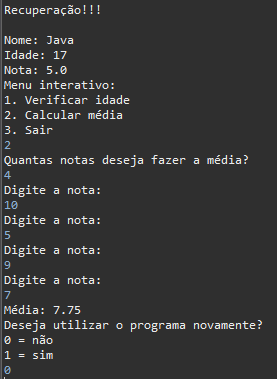 Recuperação!!!
Nome: Java
Idade: 17
Nota: 5.0
Menu interativo:
1. Verificar idade
2. Calcular média
3. Sair
2
Quantas notas deseja fazer a média?
4
Digite a nota:
10
Digite a nota:
5
Digite a nota:
9
Digite a nota:
7
Média: 7.75
Deseja utilizar o programa novamente?
0 = não
1 = sim
0